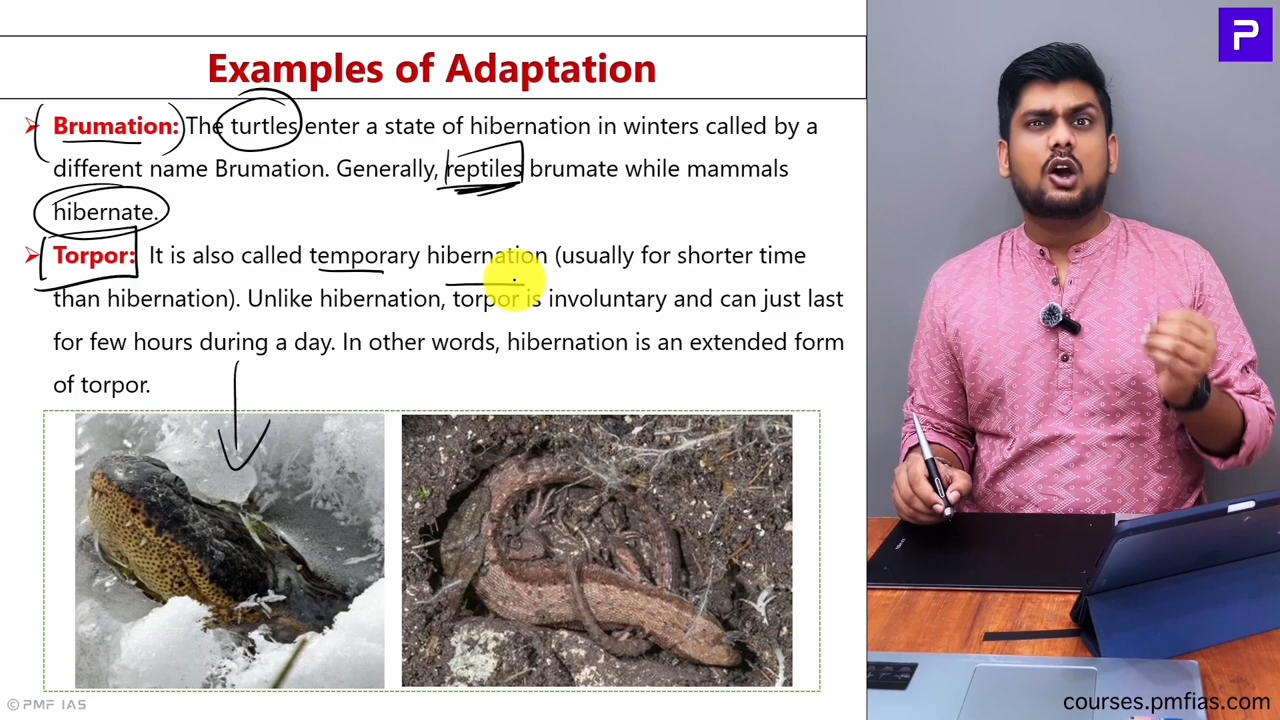 P
Examples of Adaptation
Brumation: The turtles enter a state of hibernation in winters called by a
different name Brumation. Generally, reptiles brumate while mammals
hibernate.
Torpor: It is also called temporary hibernation (usually for shorter time
than hibernation). Unlike hibernation, torpor is involuntary and can just last
for few hours during a day. In other words, hibernation is an extended form
of torpor.
© PMF IAS
courses.pmfias.com